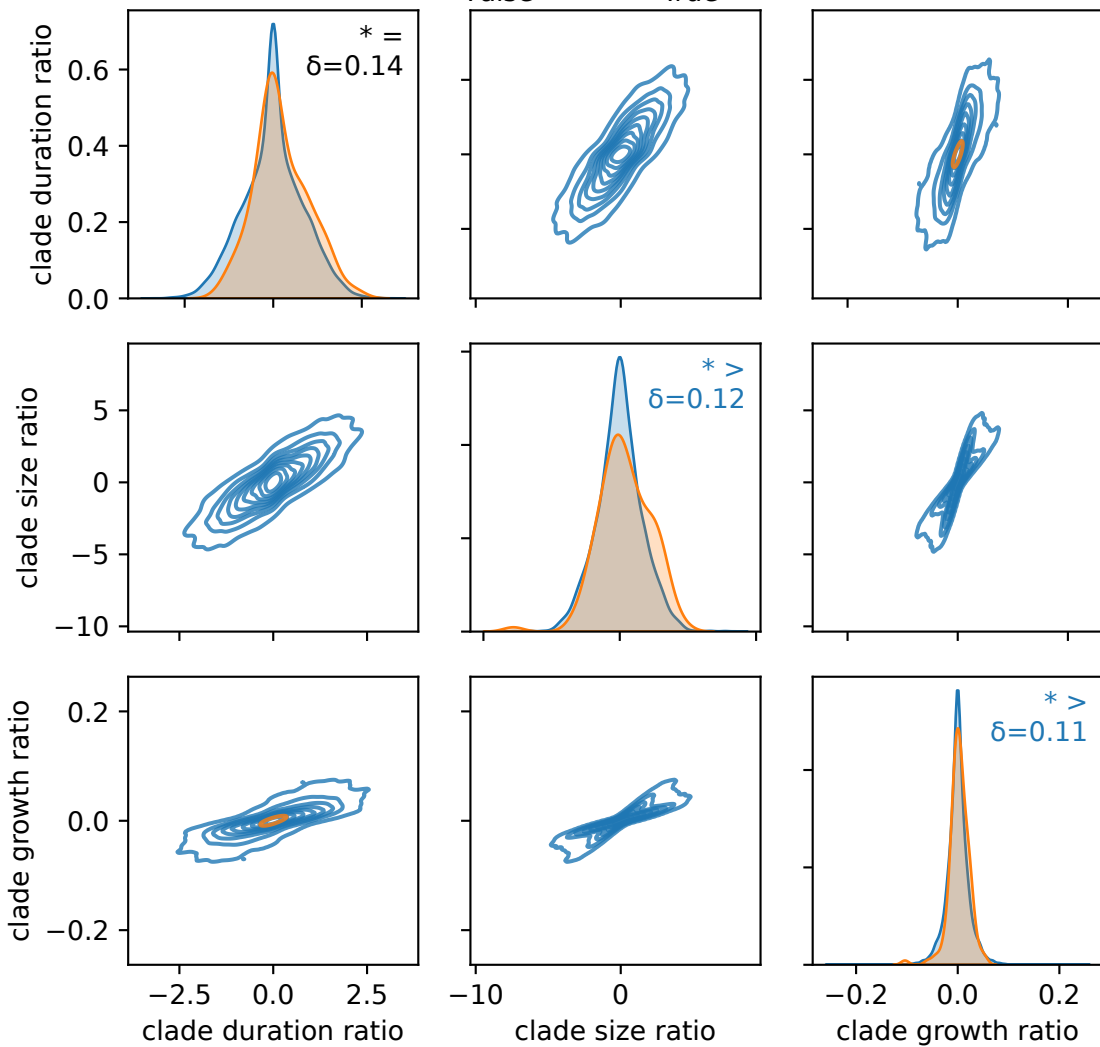 * =
δ=0.14
clade duration ratio
0.6
0.4
0.2
0.0
* >
δ=0.12
clade size ratio
5
0
−5
−10
* >
δ=0.11
clade growth ratio
0.2
0.0
−0.2
−2.5 0.0 2.5 −10 0 −0.2 0.0 0.2
clade duration ratio clade size ratio clade growth ratio